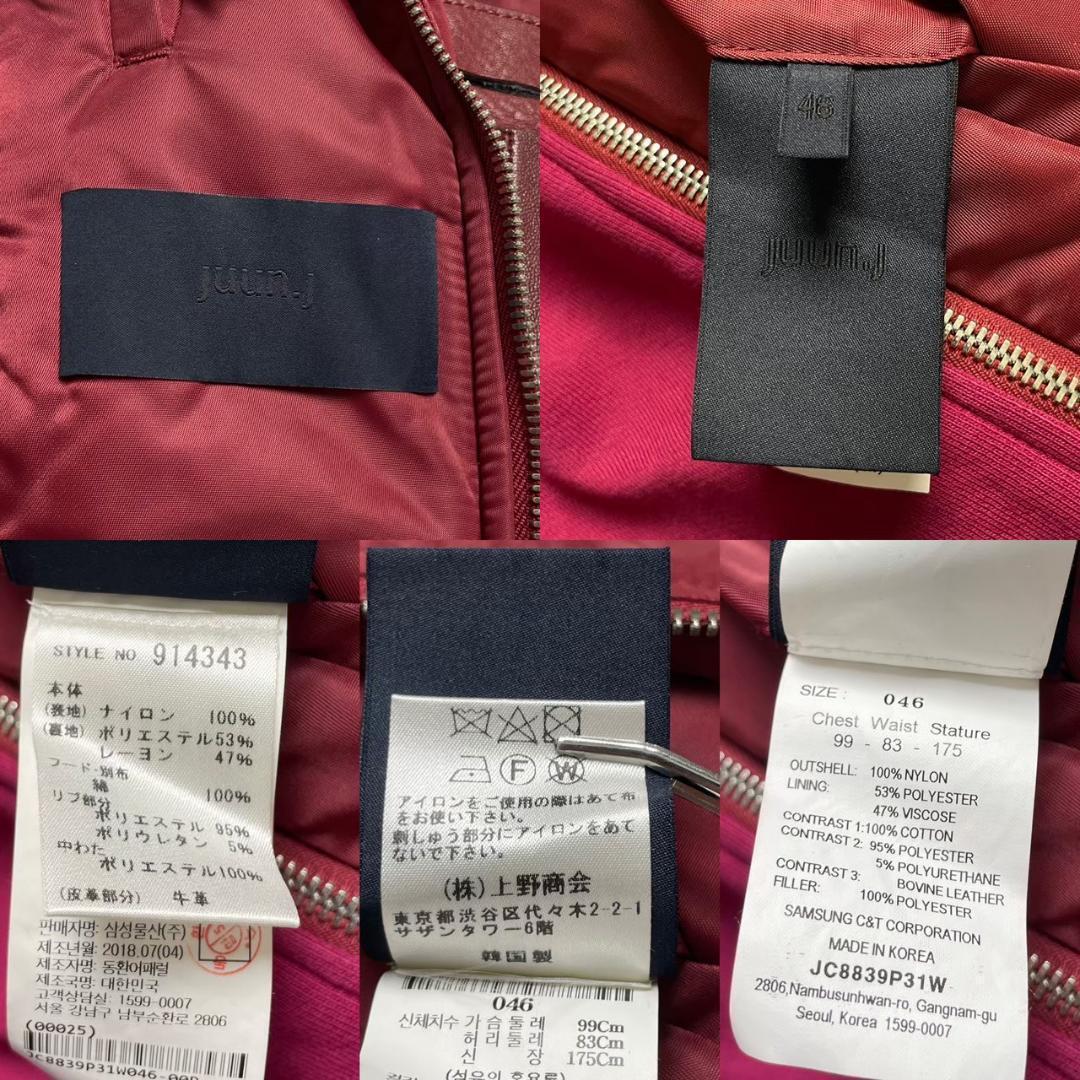 juun.j
46
juun.j
STYLE NO 914343
本体
(表地) ナイロン 100%
(裏地) ポリエステル53%
レーヨン 47%
フード・別布
綿 100%
リブ部分
ポリエステル 95%
ポリウレタン 5%
中わた
ポリエステル100%
(皮革部分) 牛革
판매자명: 삼성물산(주)
제조년월: 2018.07(04)
제조자명: 동환어패럴
제조국명: 대한민국
고객상담실: 1599-0007
서울 강남구 남부순환로 2806
(00025)
JC8839P31W046-00
F W
アイロンをご使用の際はあて布
をお使い下さい。
刺しゅう部分にアイロンをあて
ないで下さい。
(株)上野商会
東京都渋谷区代々木2-2-1
サザンタワー6階
韓国製
046
신체치수 가슴둘레 99Cm
허리둘레 83Cm
신장 175Cm
SIZE : 046
Chest Waist Stature
99 - 83 - 175
OUTSHELL: 100% NYLON
LINING: 53% POLYESTER
47% VISCOSE
CONTRAST 1: 100% COTTON
CONTRAST 2: 95% POLYESTER
5% POLYURETHANE
CONTRAST 3: BOVINE LEATHER
FILLER: 100% POLYESTER
SAMSUNG C&T CORPORATION
MADE IN KOREA
JC8839P31W
2806,Nambusunhwan-ro, Gangnam-gu
Seoul, Korea 1599-0007